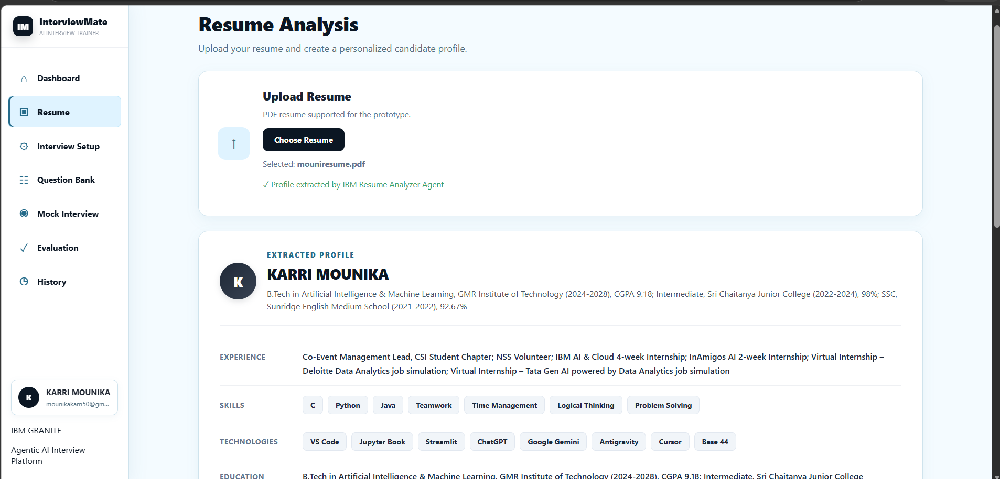 IM
InterviewMate
AI INTERVIEW TRAINER
Dashboard
Resume
Interview Setup
Question Bank
Mock Interview
Evaluation
History
K
KARRI MOUNIKA
mounikakarri50@gm...
IBM GRANITE
Agentic AI Interview
Platform
Resume Analysis
Upload your resume and create a personalized candidate profile.
↑
Upload Resume
PDF resume supported for the prototype.
Choose Resume
Selected: mouniresume.pdf
✓ Profile extracted by IBM Resume Analyzer Agent
K
EXTRACTED PROFILE
KARRI MOUNIKA
B.Tech in Artificial Intelligence & Machine Learning, GMR Institute of Technology (2024-2028), CGPA 9.18; Intermediate, Sri Chaitanya Junior College (2022-2024), 98%; SSC,
Sunridge English Medium School (2021-2022), 92.67%
EXPERIENCE
Co-Event Management Lead, CSI Student Chapter; NSS Volunteer; IBM AI & Cloud 4-week Internship; InAmigos AI 2-week Internship; Virtual Internship –
Deloitte Data Analytics job simulation; Virtual Internship – Tata Gen AI powered by Data Analytics job simulation
SKILLS
C Python Java Teamwork Time Management Logical Thinking Problem Solving
TECHNOLOGIES
VS Code Jupyter Book Streamlit ChatGPT Google Gemini Antigravity Cursor Base 44
EDUCATION
B.Tech in Artificial Intelligence & Machine Learning, GMR Institute of Technology (2024-2028), CGPA 9.18; Intermediate, Sri Chaitanya Junior College